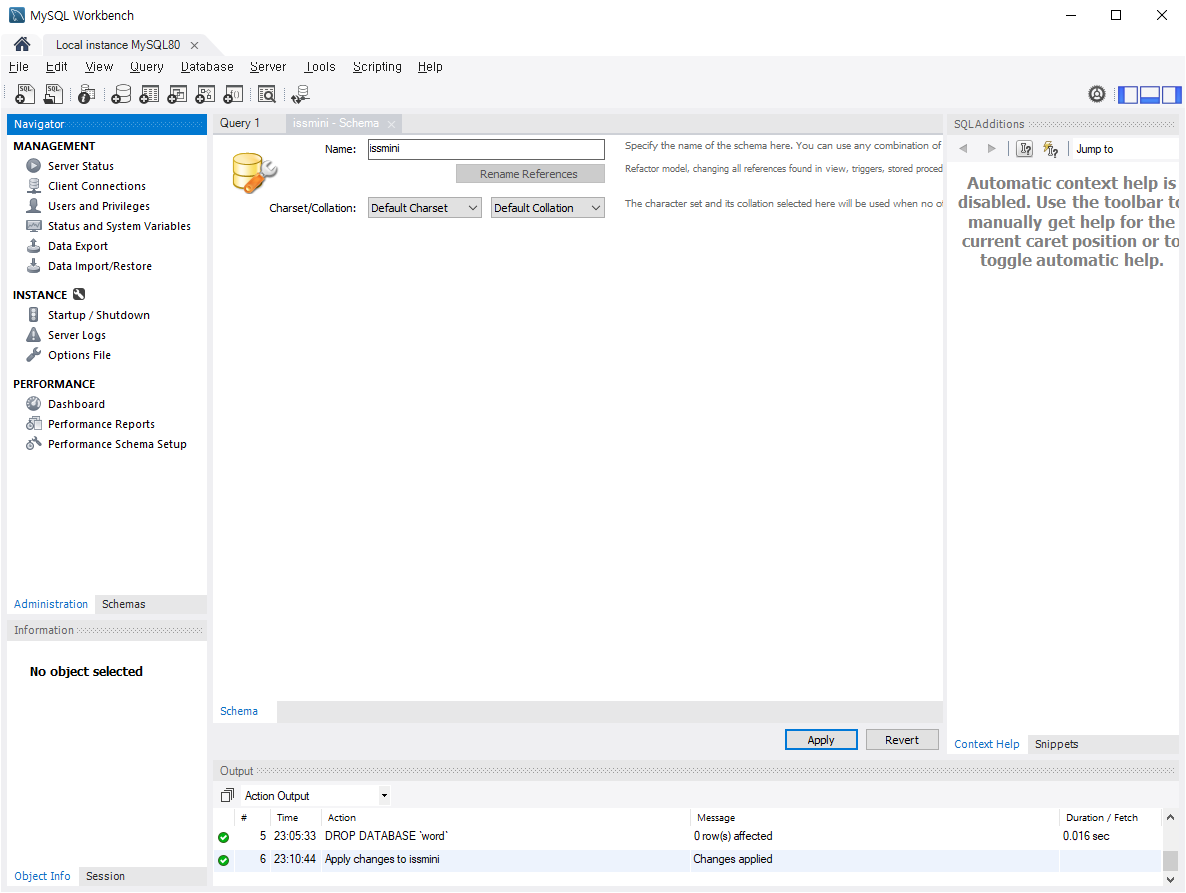 MySQL Workbench
Local instance MySQL80
File Edit View Query Database Server Tools Scripting Help
Navigator
MANAGEMENT
Server Status
Client Connections
Users and Privileges
Status and System Variables
Data Export
Data Import/Restore
INSTANCE
Startup / Shutdown
Server Logs
Options File
PERFORMANCE
Dashboard
Performance Reports
Performance Schema Setup
Administration Schemas
Information
No object selected
Object Info Session
Query 1 issmini - Schema
Name: issmini
Specify the name of the schema here. You can use any combination of
Rename References
Refactor model, changing all references found in view, triggers, stored proced
Charset/Collation: Default Charset Default Collation
The character set and its collation selected here will be used when no ot
Schema
Apply Revert
SQLAdditions
Jump to
Automatic context help is
disabled. Use the toolbar to
manually get help for the
current caret position or to
toggle automatic help.
Context Help Snippets
Output
Action Output
# Time Action Message Duration / Fetch
5 23:05:33 DROP DATABASE `word` 0 row(s) affected 0.016 sec
6 23:10:44 Apply changes to issmini Changes applied